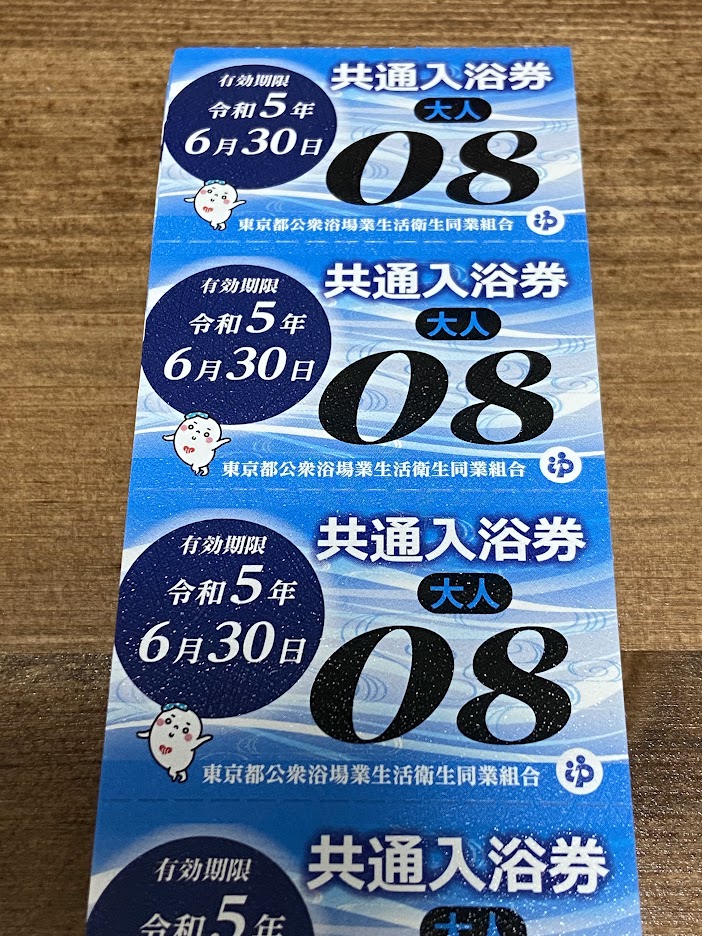 共通入浴券
有効期限
令和5年
6月30日
大人
08
東京都公衆浴場業生活衛生同業組合
ゆ
共通入浴券
有効期限
令和5年
6月30日
大人
08
東京都公衆浴場業生活衛生同業組合
ゆ
共通入浴券
有効期限
令和5年
6月30日
大人
08
東京都公衆浴場業生活衛生同業組合
ゆ
共通入浴券
有効期限
令和5年
大人